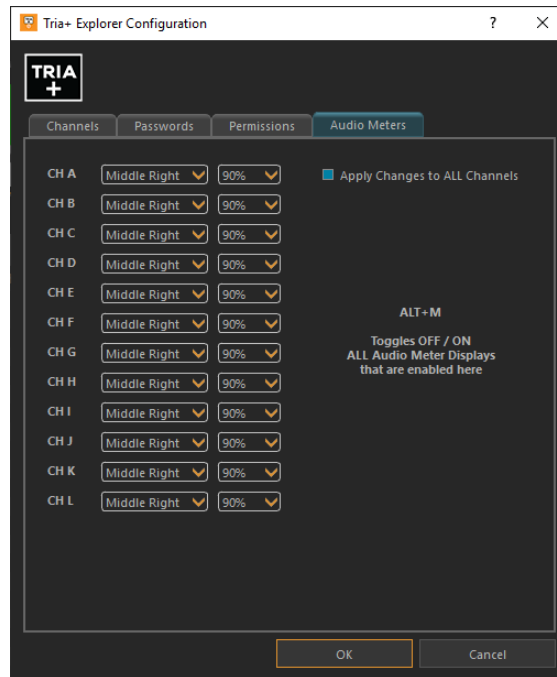 Tria+ Explorer Configuration ?
TRIA
+
Channels Passwords Permissions Audio Meters
CH A Middle Right 90% Apply Changes to ALL Channels
CH B Middle Right 90%
CH C Middle Right 90%
CH D Middle Right 90%
CH E Middle Right 90%
CH F Middle Right 90%
CH G Middle Right 90%
CH H Middle Right 90%
CH I Middle Right 90%
CH J Middle Right 90%
CH K Middle Right 90%
CH L Middle Right 90%
ALT+M
Toggles OFF / ON
ALL Audio Meter Displays
that are enabled here
OK Cancel